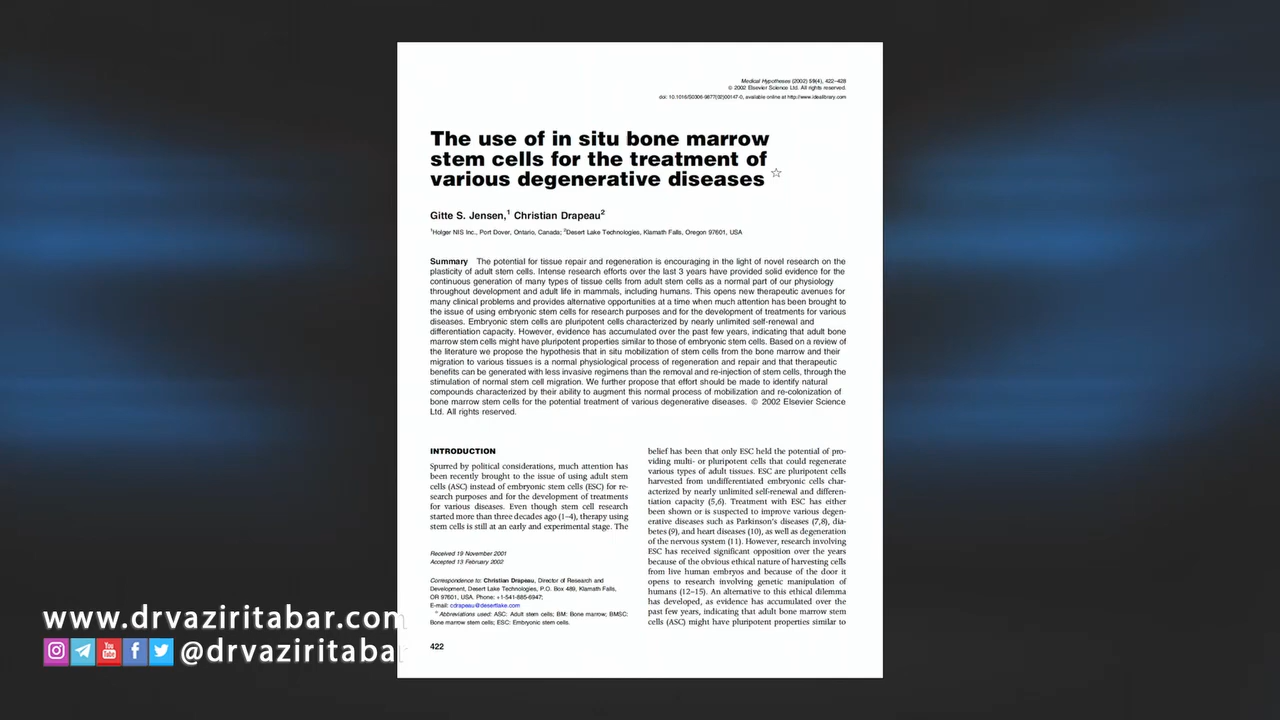 Medical Hypotheses (2002) 59(4), 422–428
© 2002 Elsevier Science Ltd. All rights reserved.
doi: 10.1016/S0306-9877(02)00147-0, available online at http://www.idealibrary.com
The use of in situ bone marrow
stem cells for the treatment of
various degenerative diseases ☆
Gitte S. Jensen,1 Christian Drapeau2
1Holger NIS Inc., Port Dover, Ontario, Canada; 2Desert Lake Technologies, Klamath Falls, Oregon 97601, USA
Summary The potential for tissue repair and regeneration is encouraging in the light of novel research on the
plasticity of adult stem cells. Intense research efforts over the last 3 years have provided solid evidence for the
continuous generation of many types of tissue cells from adult stem cells as a normal part of our physiology
throughout development and adult life in mammals, including humans. This opens new therapeutic avenues for
many clinical problems and provides alternative opportunities at a time when much attention has been brought to
the issue of using embryonic stem cells for research purposes and for the development of treatments for various
diseases. Embryonic stem cells are pluripotent cells characterized by nearly unlimited self-renewal and
differentiation capacity. However, evidence has accumulated over the past few years, indicating that adult bone
marrow stem cells might have pluripotent properties similar to those of embryonic stem cells. Based on a review of
the literature we propose the hypothesis that in situ mobilization of stem cells from the bone marrow and their
migration to various tissues is a normal physiological process of regeneration and repair and that therapeutic
benefits can be generated with less invasive regimens than the removal and re-injection of stem cells, through the
stimulation of normal stem cell migration. We further propose that effort should be made to identify natural
compounds characterized by their ability to augment this normal process of mobilization and re-colonization of
bone marrow stem cells for the potential treatment of various degenerative diseases. © 2002 Elsevier Science
Ltd. All rights reserved.
INTRODUCTION
Spurred by political considerations, much attention has
been recently brought to the issue of using adult stem
cells (ASC) instead of embryonic stem cells (ESC) for re-
search purposes and for the development of treatments
for various diseases. Even though stem cell research
started more than three decades ago (1–4), therapy using
stem cells is still at an early and experimental stage. The
Received 19 November 2001
Accepted 13 February 2002
Correspondence to: Christian Drapeau, Director of Research and
Development, Desert Lake Technologies, P.O. Box 489, Klamath Falls,
OR 97601, USA. Phone: +1-541-885-6947;
E-mail: cdrapeau@desertlake.com
☆ Abbreviations used: ASC: Adult stem cells; BM: Bone marrow; BMSC:
Bone marrow stem cells; ESC: Embryonic stem cells.
422
belief has been that only ESC held the potential of pro-
viding multi- or pluripotent cells that could regenerate
various types of adult tissues. ESC are pluripotent cells
harvested from undifferentiated embryonic cells char-
acterized by nearly unlimited self-renewal and differen-
tiation capacity (5,6). Treatment with ESC has either
been shown or is suspected to improve various degen-
erative diseases such as Parkinson's diseases (7,8), dia-
betes (9), and heart diseases (10), as well as degeneration
of the nervous system (11). However, research involving
ESC has received significant opposition over the years
because of the obvious ethical nature of harvesting cells
from live human embryos and because of the door it
opens to research involving genetic manipulation of
humans (12–15). An alternative to this ethical dilemma
has developed, as evidence has accumulated over the
past few years, indicating that adult bone marrow stem
cells (ASC) might have pluripotent properties similar to
www.drvaziritabar.com
You Tube
@drvaziritabar